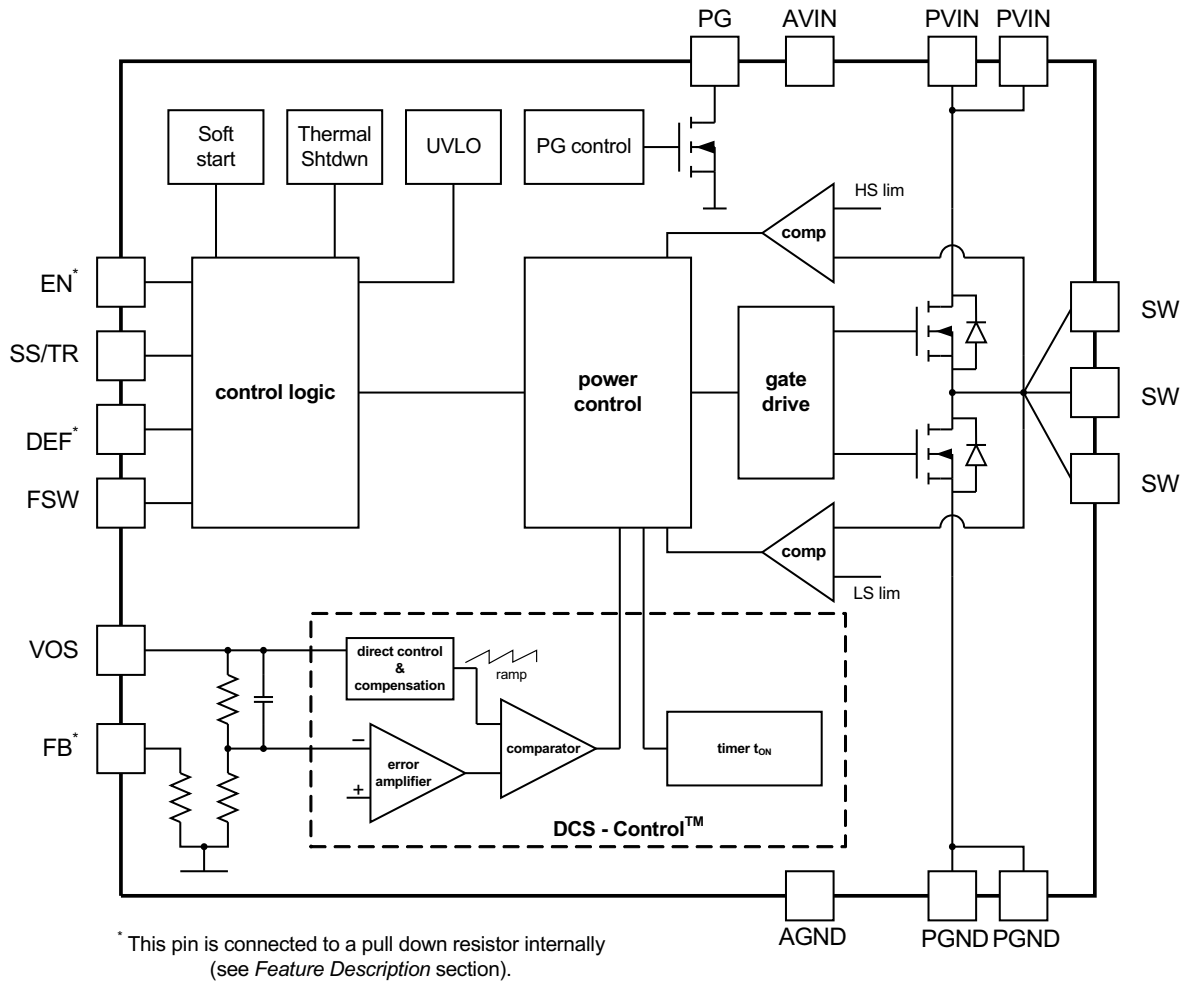 PG
AVIN
PVIN
PVIN
Soft
start
Thermal
Shtdwn
UVLO
PG control
HS lim
comp
EN*
SS/TR
DEF*
FSW
control logic
power
control
gate
drive
SW
SW
SW
comp
LS lim
VOS
FB*
direct control
&
compensation
ramp
−
error
amplifier
+
comparator
timer tON
DCS - Control™
AGND
PGND
PGND
* This pin is connected to a pull down resistor internally
(see Feature Description section).